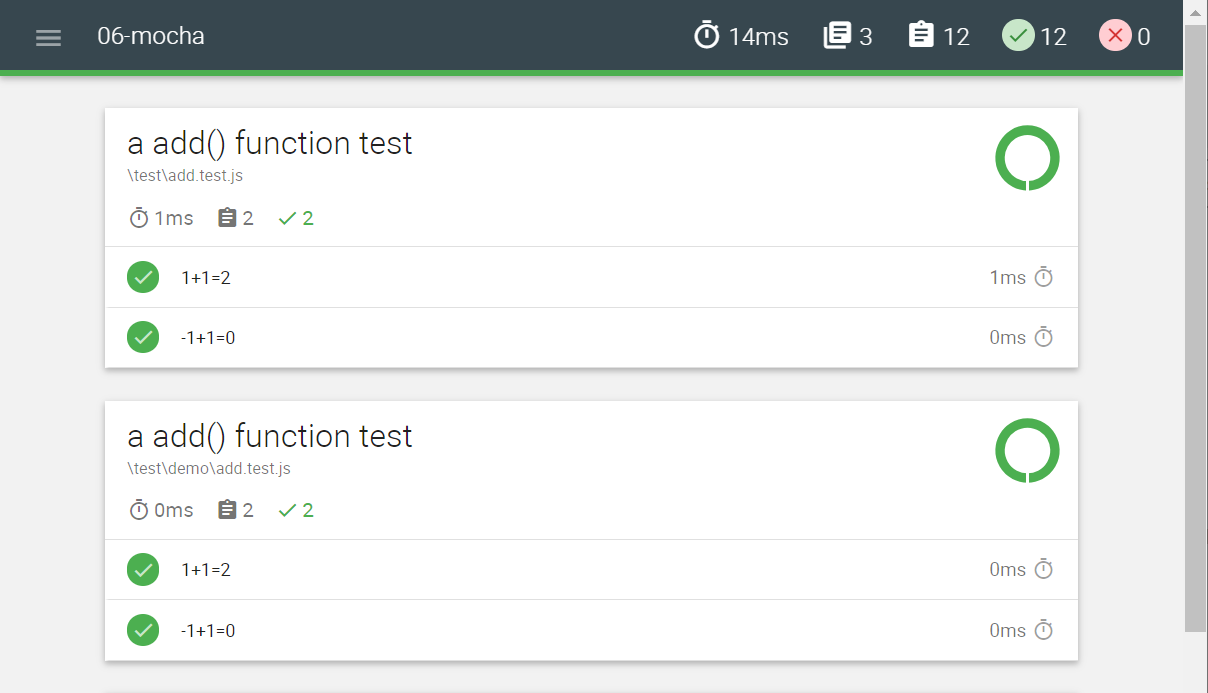 06-mocha 14ms 3 12 12 0
a add() function test
\test\add.test.js
1ms 2 2
1+1=2 1ms
-1+1=0 0ms
a add() function test
\test\demo\add.test.js
0ms 2 2
1+1=2 0ms
-1+1=0 0ms